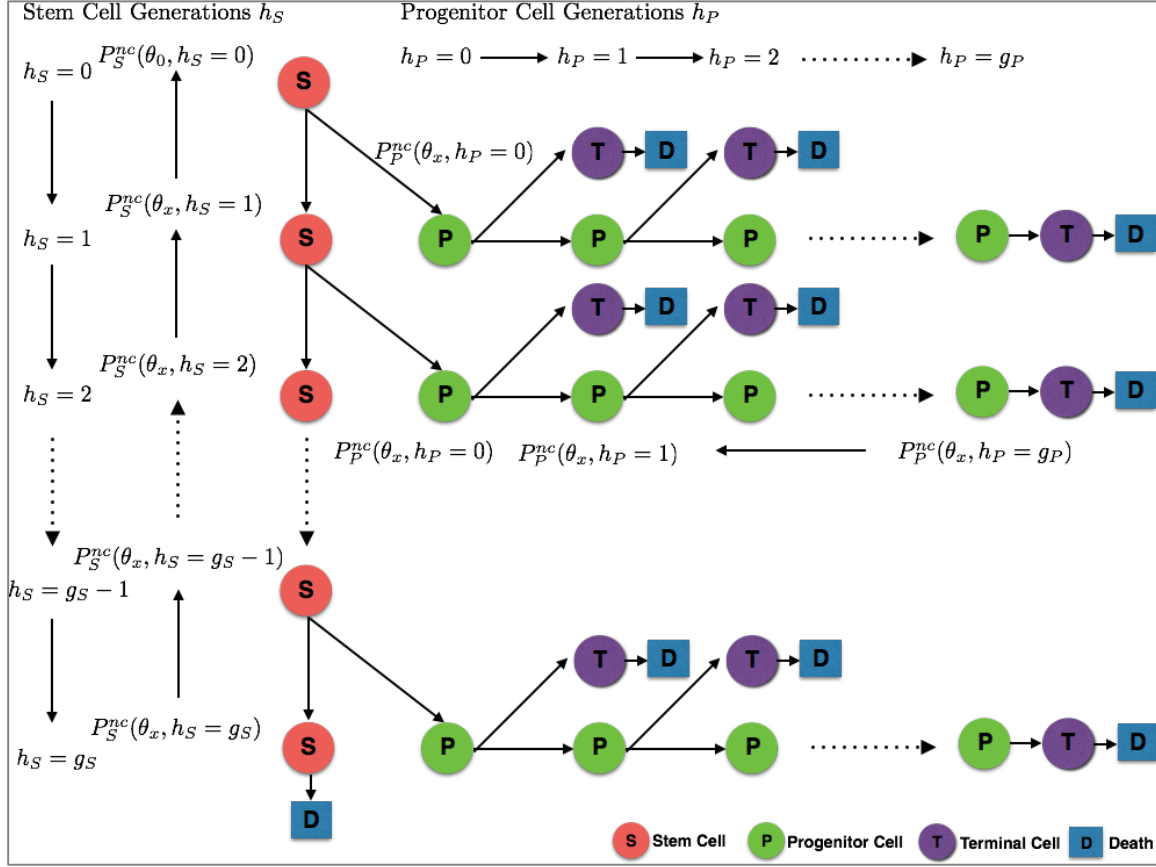 Stem Cell Generations h_S Progenitor Cell Generations h_P
h_S = 0 P_S^{nc}(θ_0, h_S = 0) h_P = 0 h_P = 1 h_P = 2 h_P = g_P
S
P_P^{nc}(θ_x, h_P = 0) T D T D
P_S^{nc}(θ_x, h_S = 1)
h_S = 1 S P P P P T D
T D T D
P_S^{nc}(θ_x, h_S = 2)
h_S = 2 S P P P P T D
P_P^{nc}(θ_x, h_P = 0) P_P^{nc}(θ_x, h_P = 1) P_P^{nc}(θ_x, h_P = g_P)
P_S^{nc}(θ_x, h_S = g_S − 1)
h_S = g_S − 1 S
T D T D
P_S^{nc}(θ_x, h_S = g_S)
h_S = g_S S P P P P T D
D
S Stem Cell P Progenitor Cell T Terminal Cell D Death